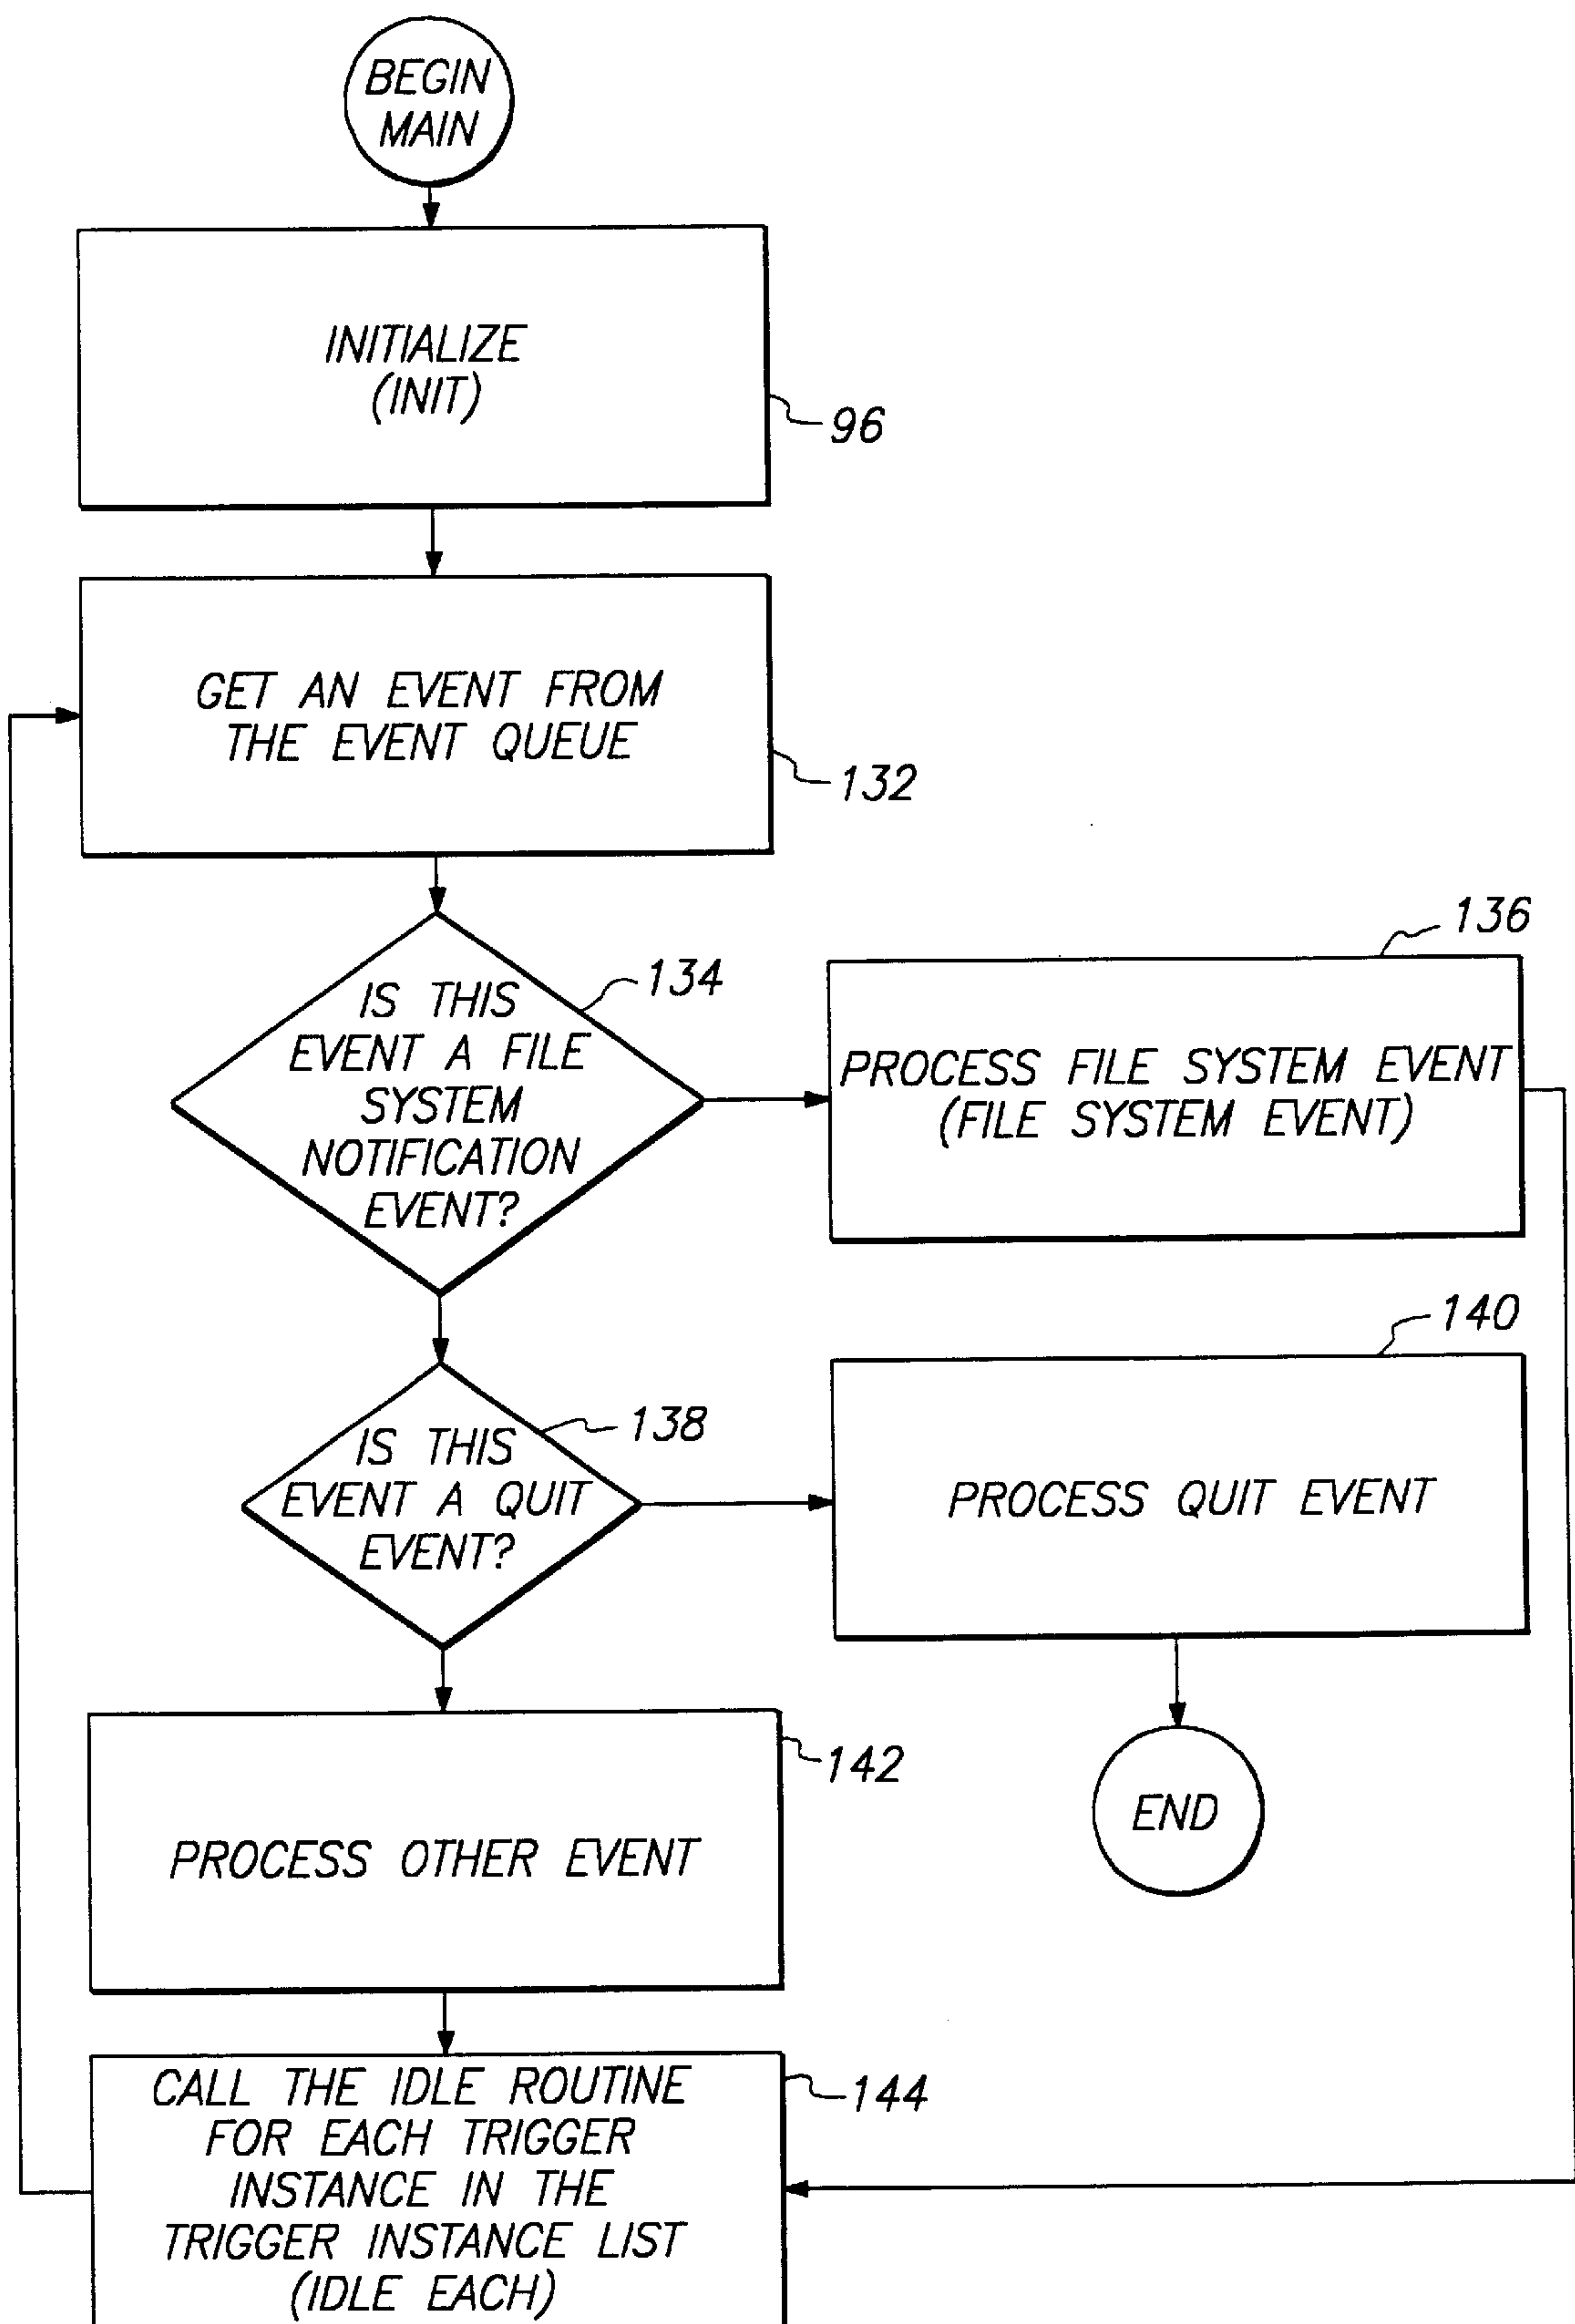 BEGIN
MAIN
INITIALIZE
(INIT)
96
GET AN EVENT FROM
THE EVENT QUEUE
132
IS THIS
EVENT A FILE
SYSTEM
NOTIFICATION
EVENT?
134
136
PROCESS FILE SYSTEM EVENT
(FILE SYSTEM EVENT)
IS THIS
EVENT A QUIT
EVENT?
138
140
PROCESS QUIT EVENT
END
142
PROCESS OTHER EVENT
CALL THE IDLE ROUTINE
FOR EACH TRIGGER
INSTANCE IN THE
TRIGGER INSTANCE LIST
(IDLE EACH)
144